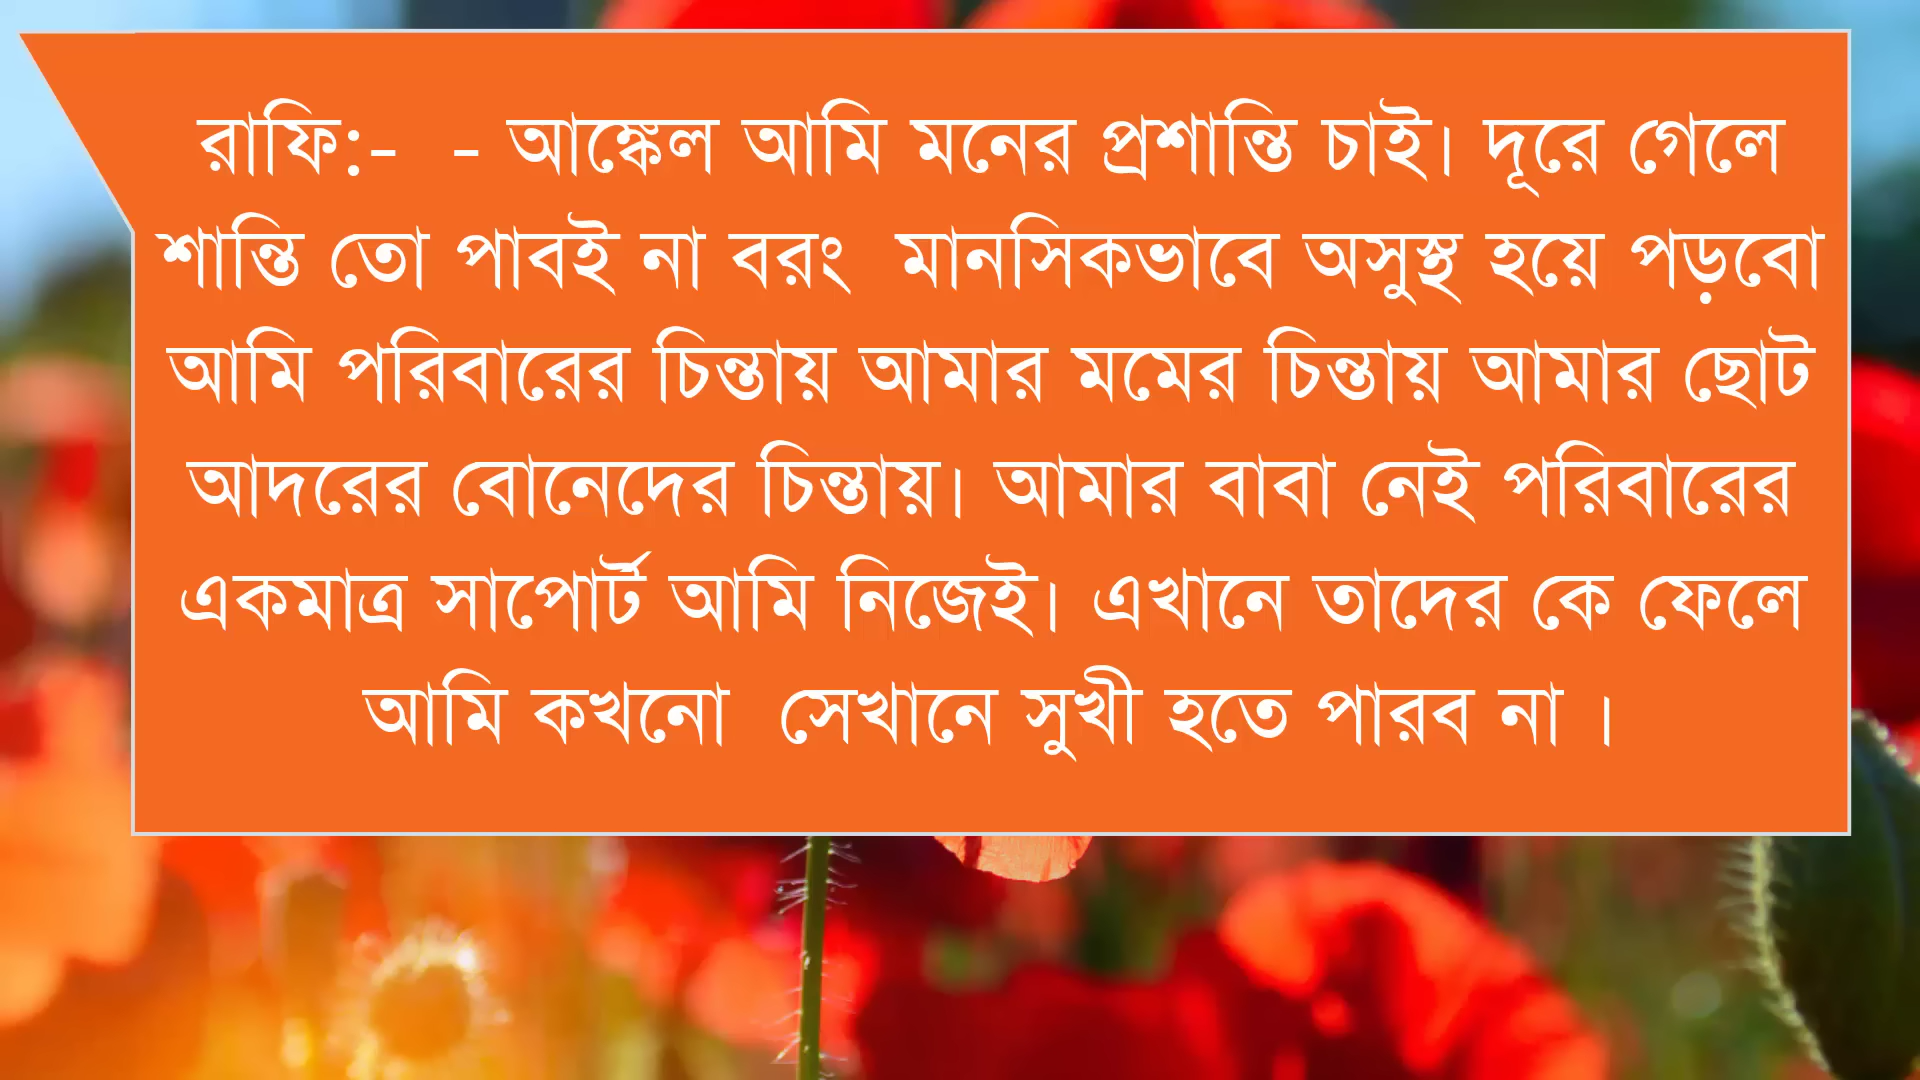 রাফি:-  - আঙ্কেল আমি মনের প্রশান্তি চাই। দূরে গেলে
শান্তি তো পাবই না বরং  মানসিকভাবে অসুস্থ হয়ে পড়বো
আমি পরিবারের চিন্তায় আমার মমের চিন্তায় আমার ছোট
আদরের বোনেদের চিন্তায়। আমার বাবা নেই পরিবারের
একমাত্র সাপোর্ট আমি নিজেই। এখানে তাদের কে ফেলে
আমি কখনো  সেখানে সুখী হতে পারব না ।